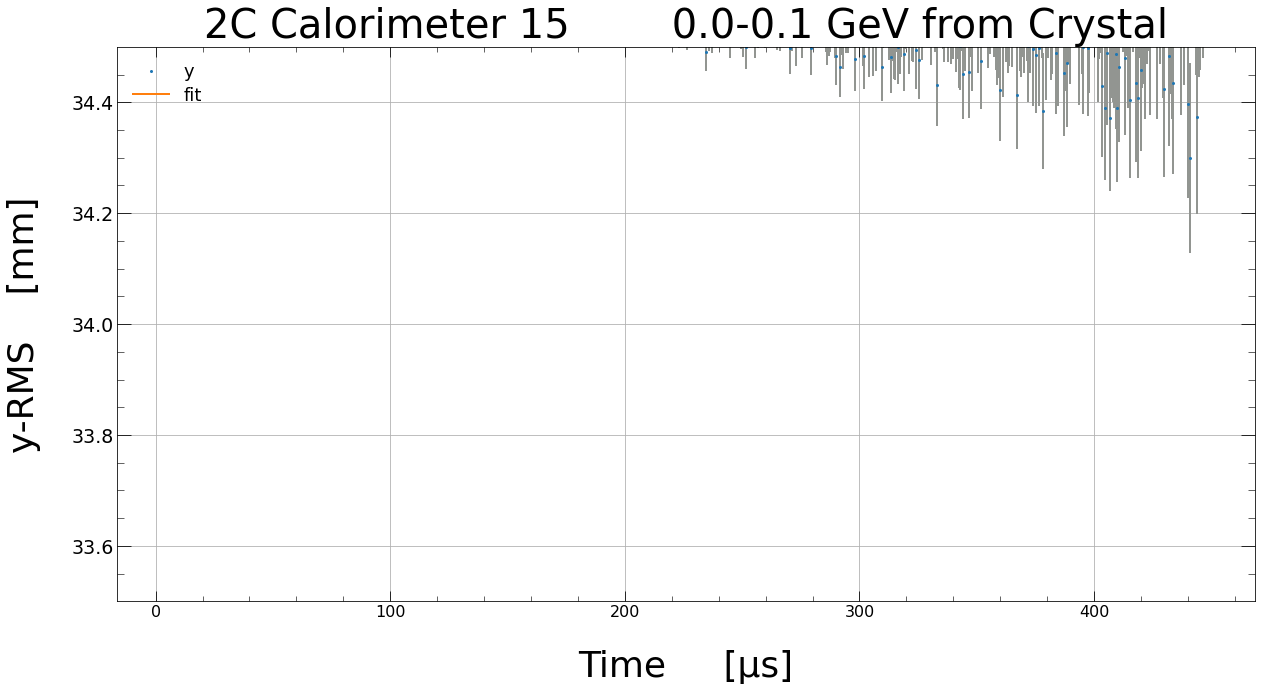 2C Calorimeter 15 0.0-0.1 GeV from Crystal
y
fit
34.4
34.2
34.0
33.8
33.6
y-RMS [mm]
0 100 200 300 400
Time [µs]